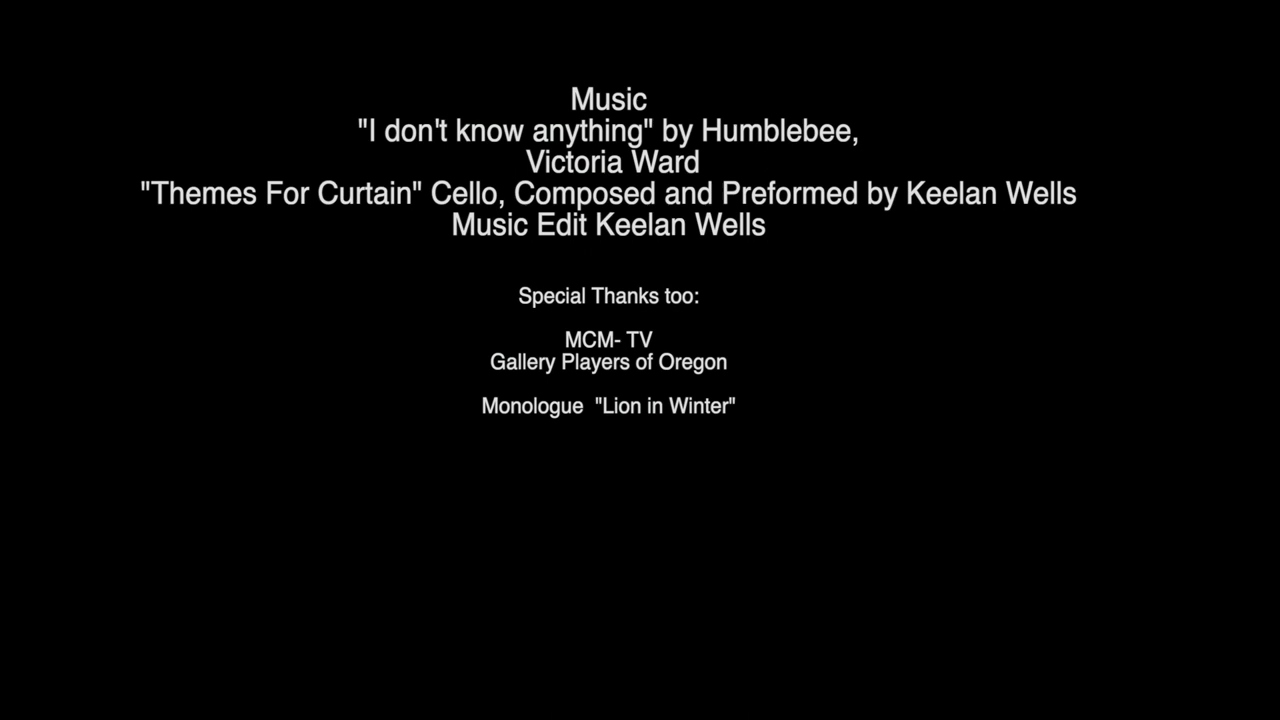 Music
"I don't know anything" by Humblebee,
Victoria Ward
"Themes For Curtain" Cello, Composed and Preformed by Keelan Wells
Music Edit Keelan Wells
Special Thanks too:
MCM- TV
Gallery Players of Oregon
Monologue  "Lion in Winter"